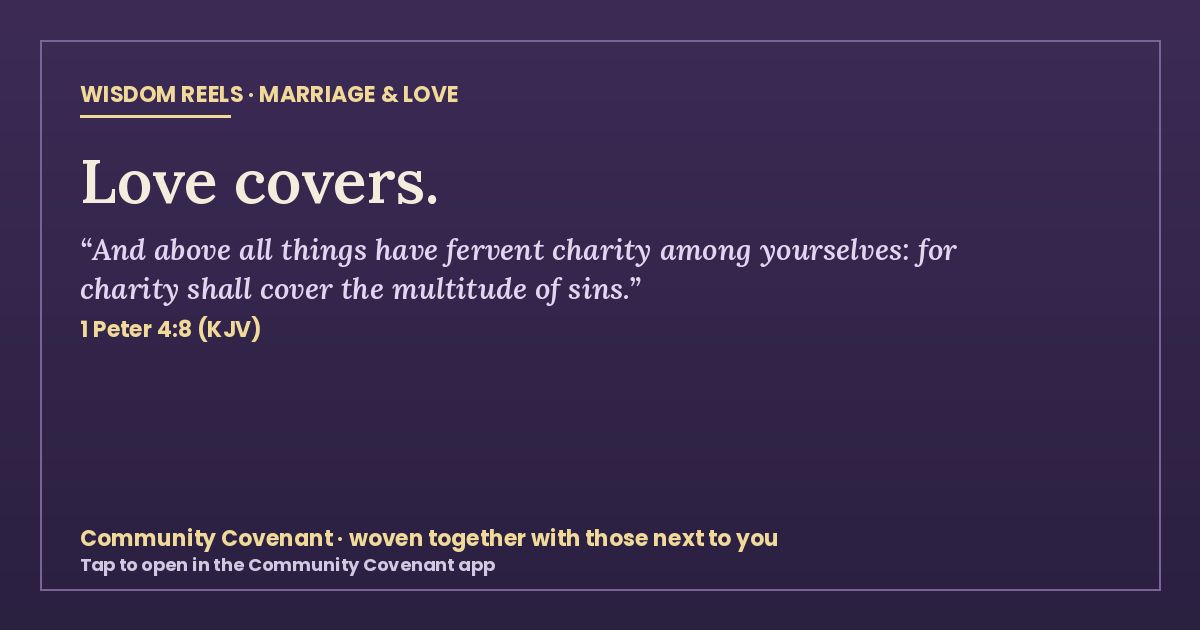 WISDOM REELS · MARRIAGE & LOVE
Love covers.
“And above all things have fervent charity among yourselves: for
charity shall cover the multitude of sins.”
1 Peter 4:8 (KJV)
Community Covenant · woven together with those next to you
Tap to open in the Community Covenant app